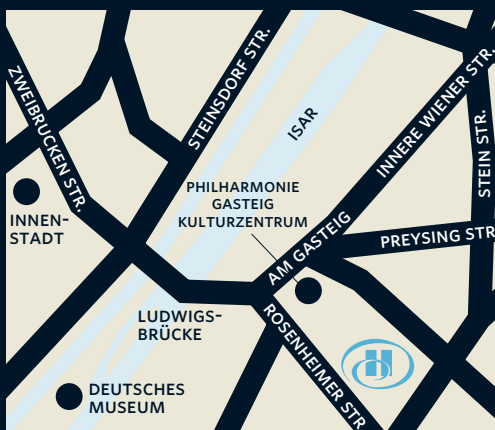 ZWEIBRÜCKEN STR.
STEINSDORF STR.
ISAR
INNERE WIENER STR.
STEIN STR.
PHILHARMONIE
GASTEIG
KULTURZENTRUM
INNEN-
STADT
AM GASTEIG
PREYSING STR
LUDWIGS-
BRÜCKE
ROSENHEIMER STR.
DEUTSCHES
MUSEUM
H